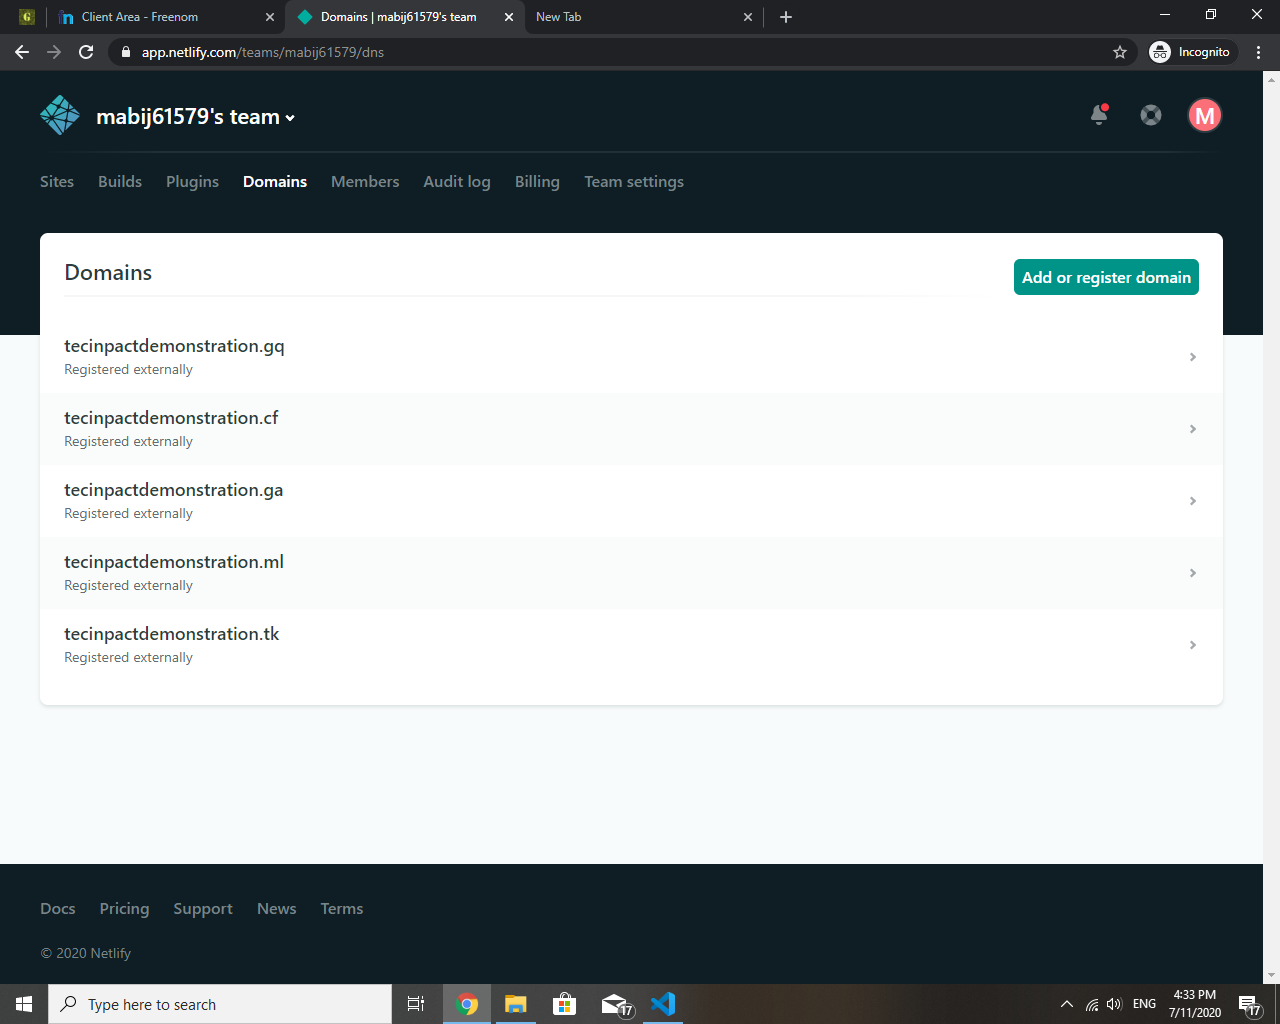 G
Client Area - Freenom
Domains | mabij61579's team
New Tab
app.netlify.com/teams/mabij61579/dns
Incognito
mabij61579's team
M
Sites Builds Plugins Domains Members Audit log Billing Team settings
Domains
Add or register domain
tecinpactdemonstration.gq
Registered externally
tecinpactdemonstration.cf
Registered externally
tecinpactdemonstration.ga
Registered externally
tecinpactdemonstration.ml
Registered externally
tecinpactdemonstration.tk
Registered externally
Docs Pricing Support News Terms
© 2020 Netlify
Type here to search
17
ENG
4:33 PM
7/11/2020
17